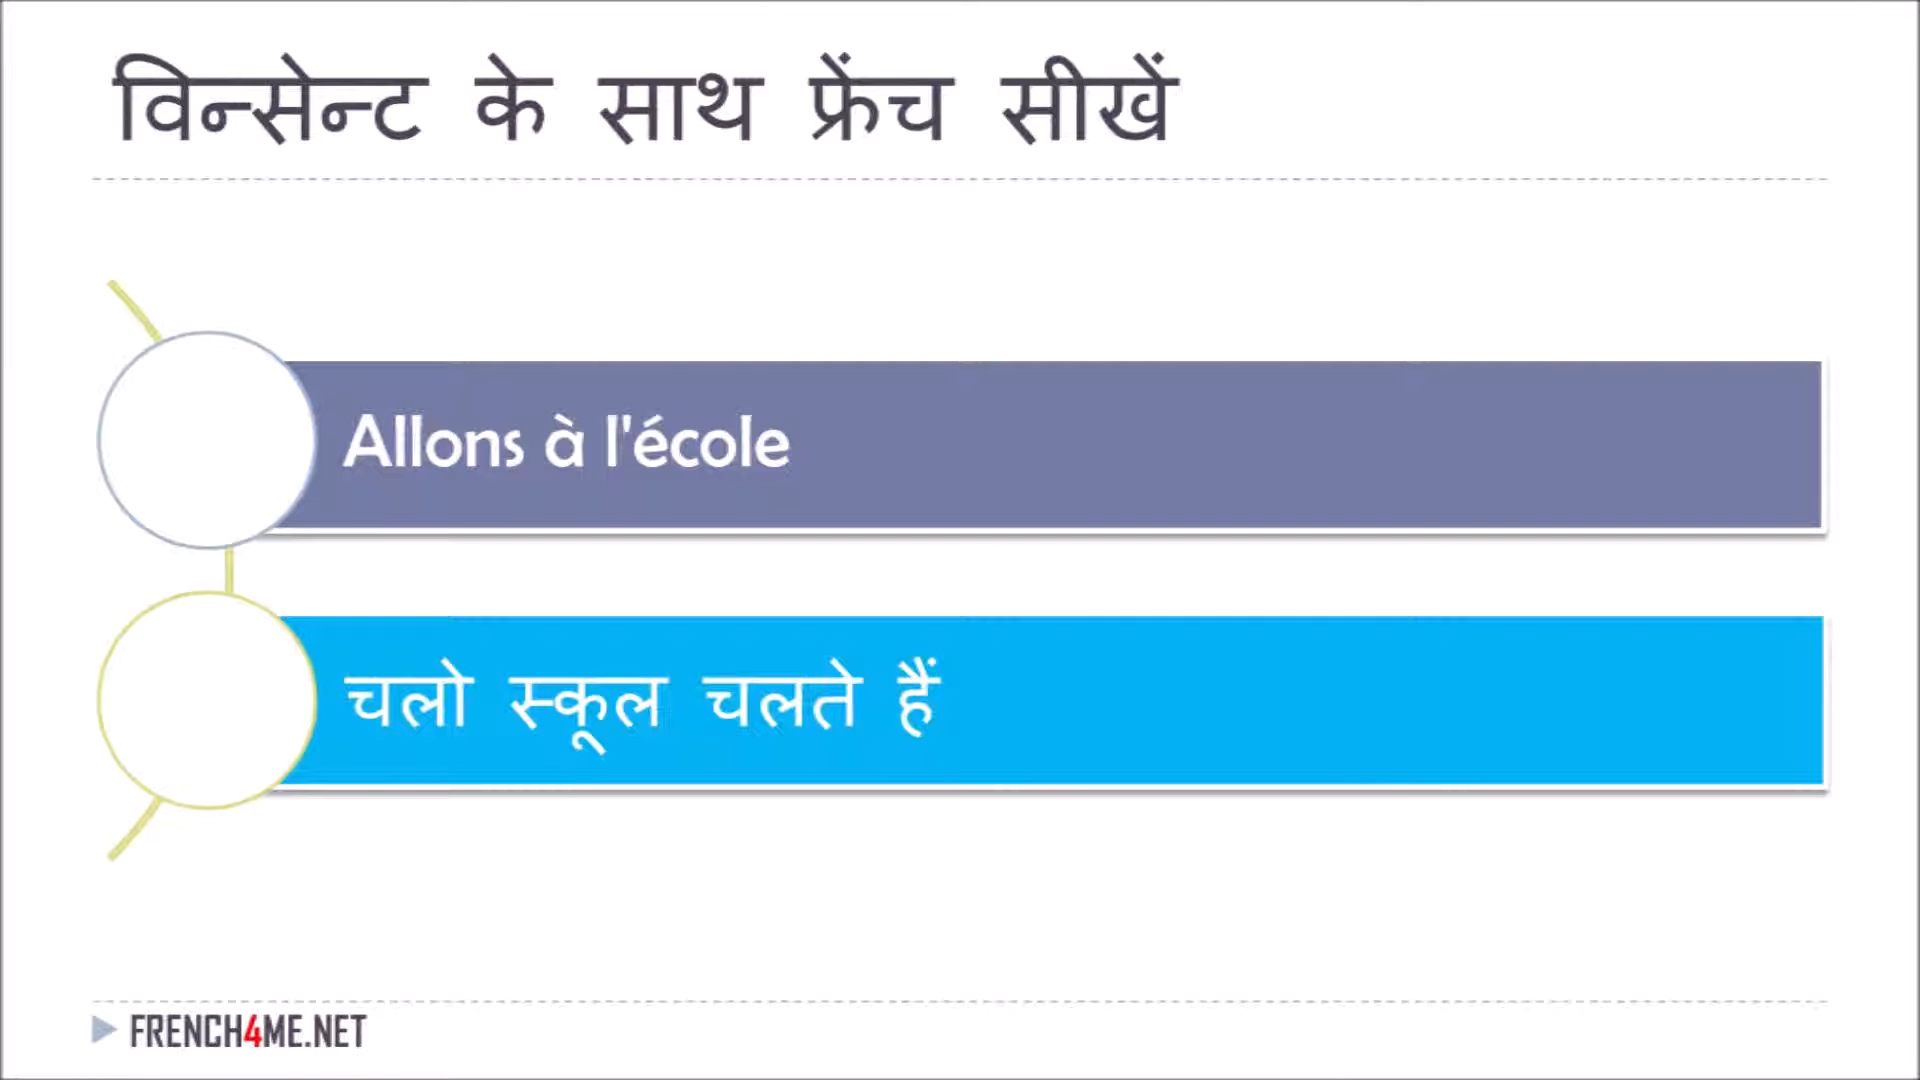 विन्सेन्ट के साथ फ्रेंच सीखें
Allons à l'école
चलो स्कूल चलते हैं
FRENCH4ME.NET